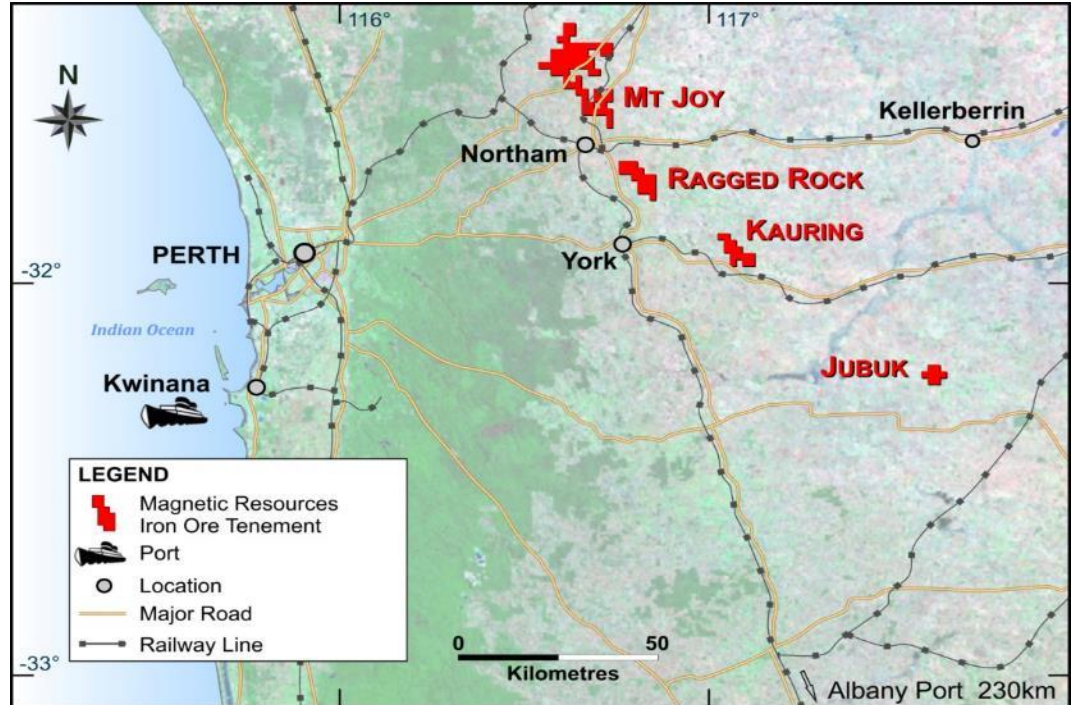 116°
117°
N
MT JOY
Kellerberrin
Northam
RAGGED ROCK
KAURING
PERTH
York
-32°
Indian Ocean
JUBUK
Kwinana
LEGEND
Magnetic Resources
Iron Ore Tenement
Port
Location
Major Road
Railway Line
-33°
0 50
Kilometres
Albany Port 230km